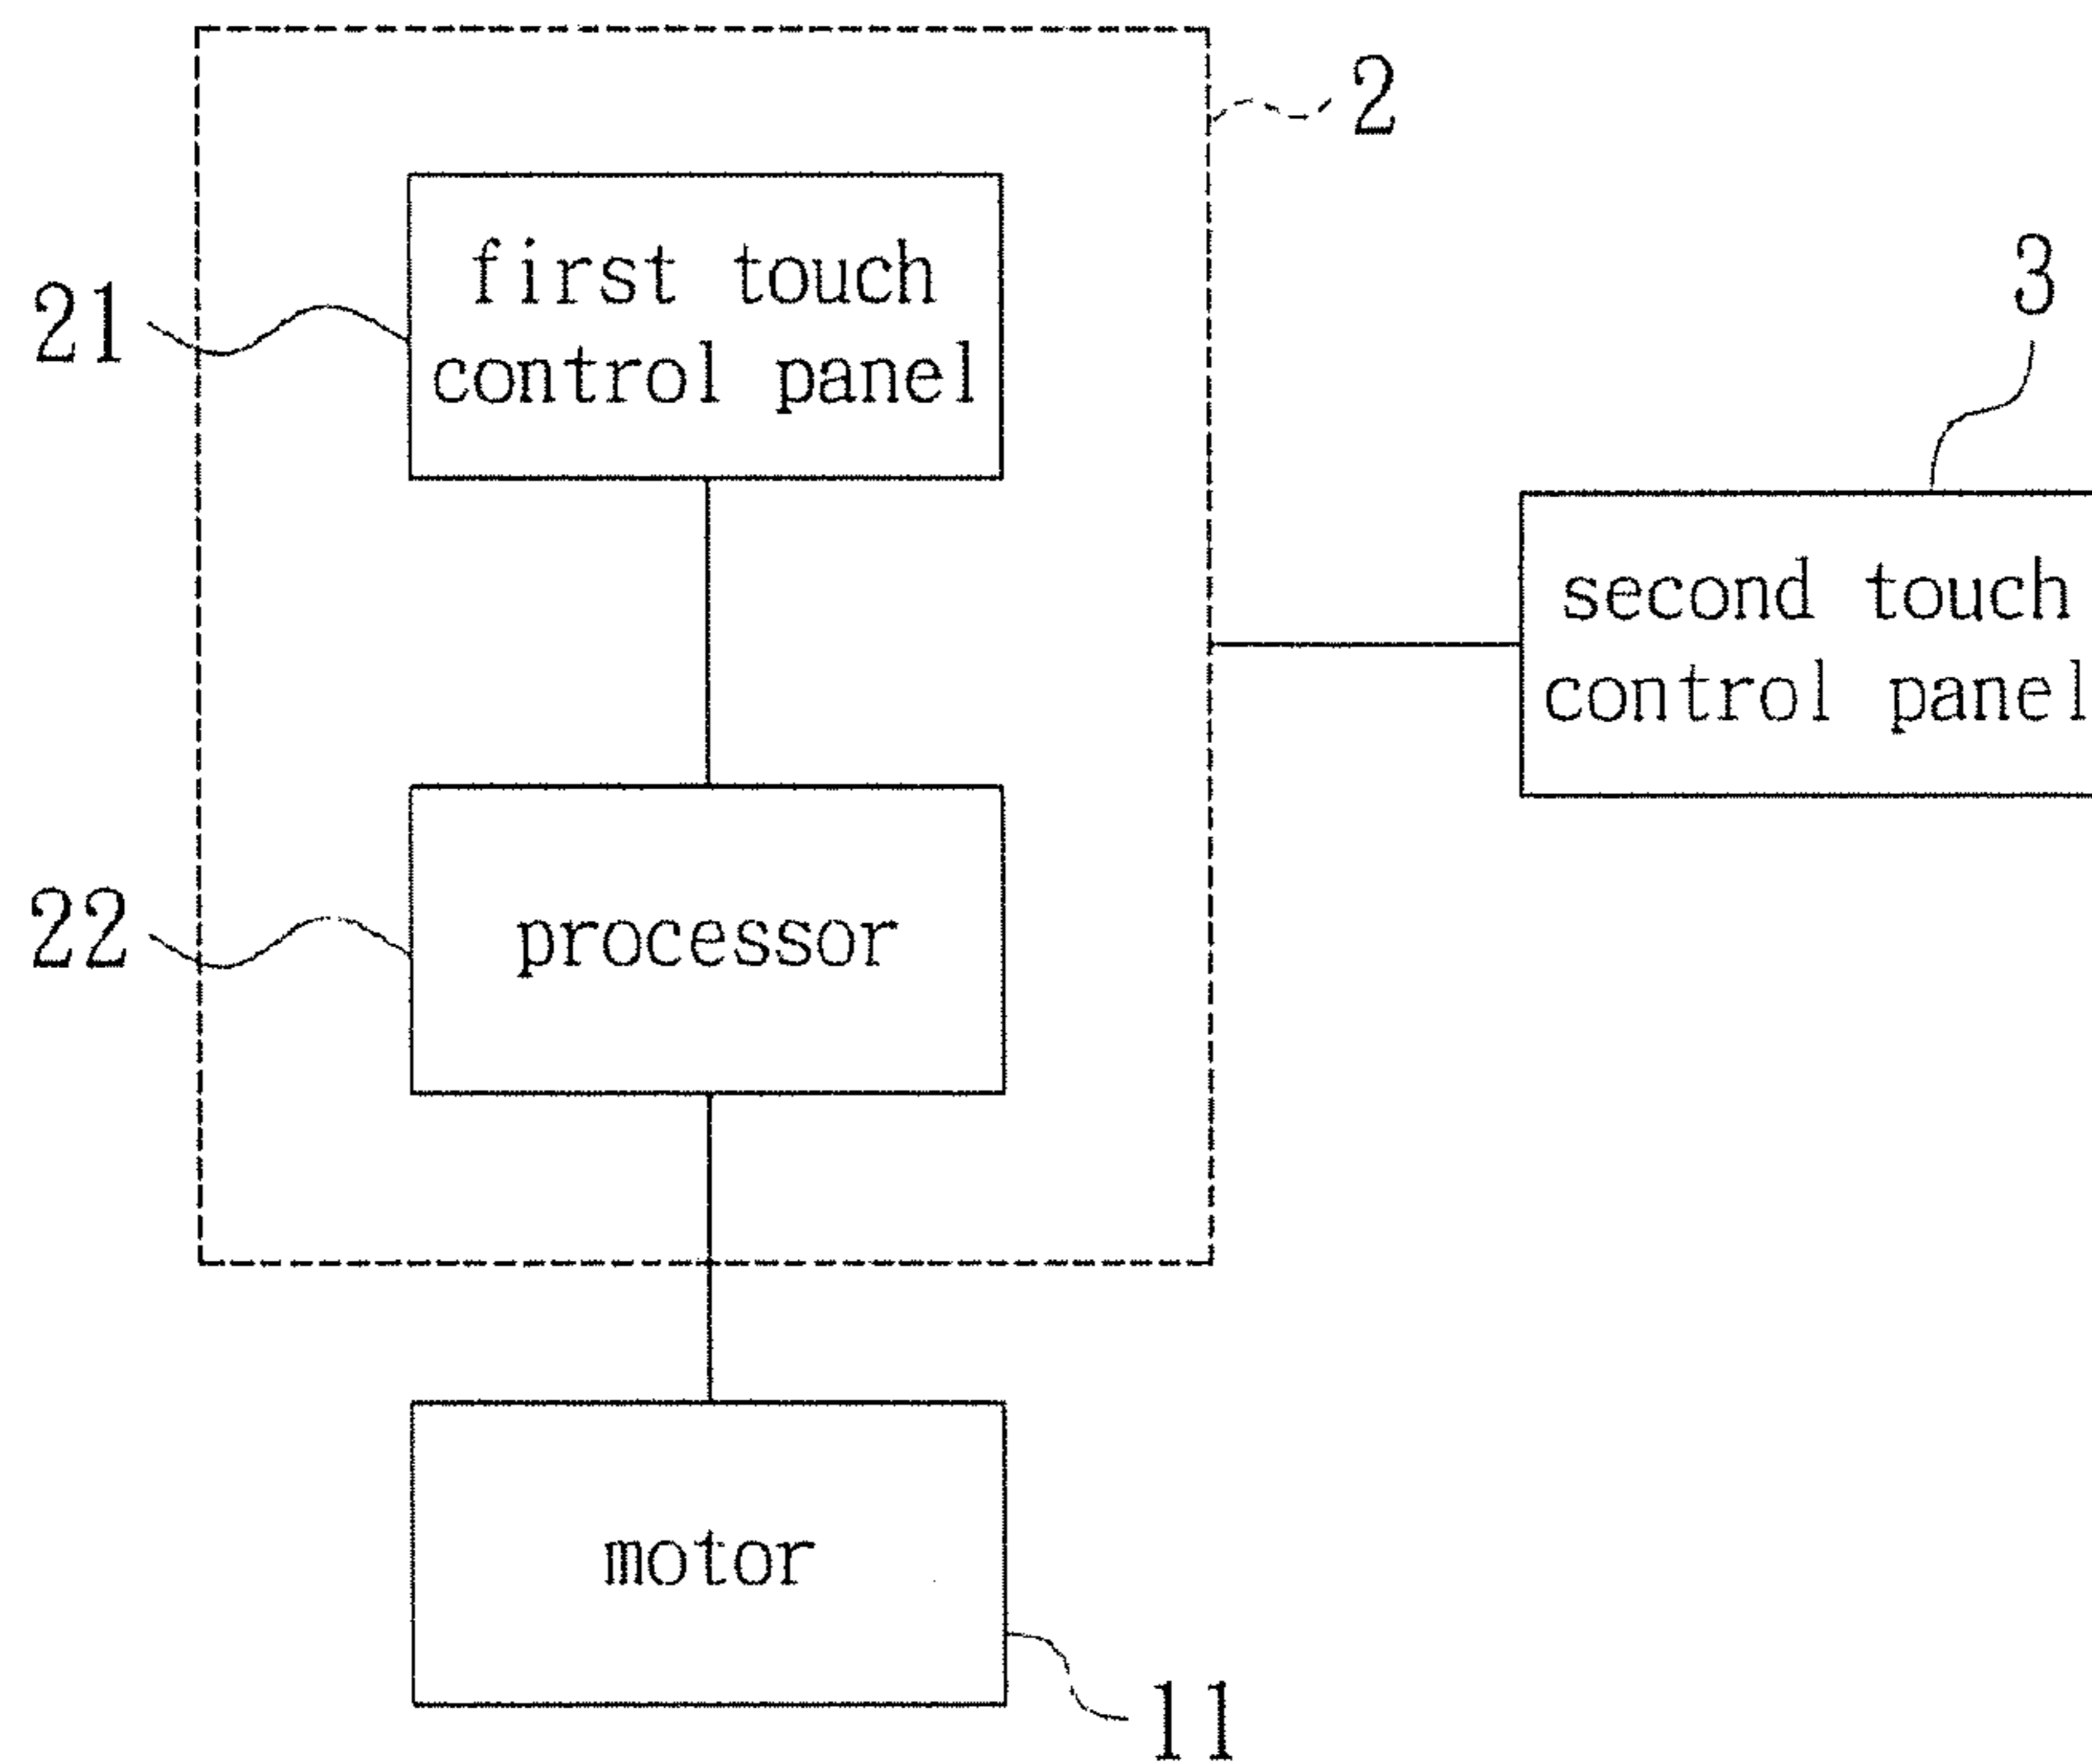 2
first touch
control panel
21
3
second touch
control panel
22
processor
motor
11